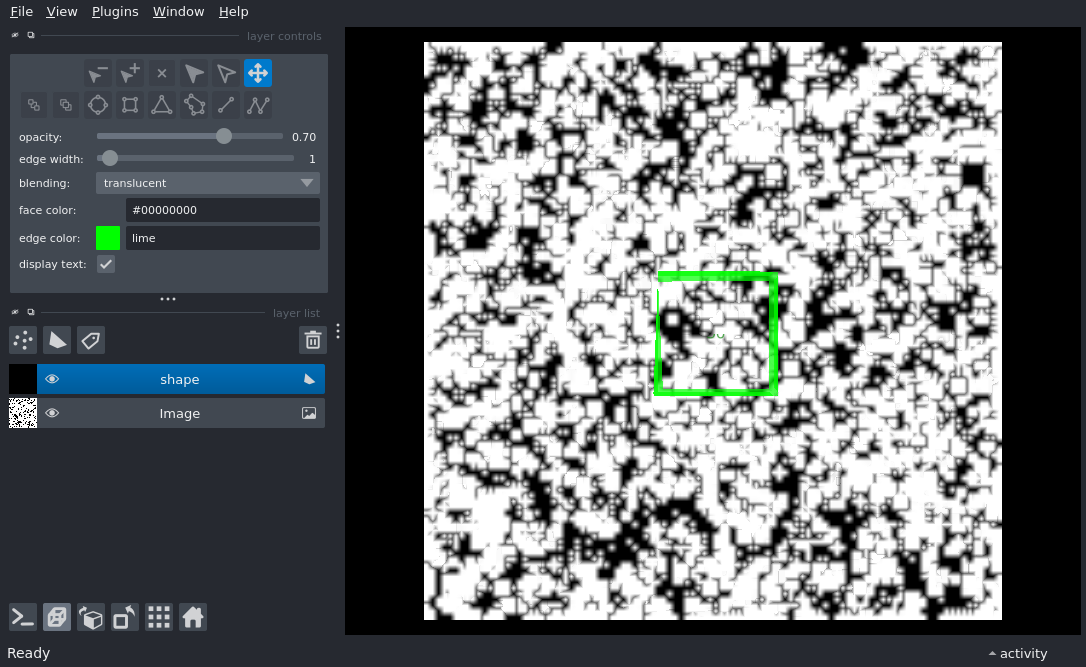 File View Plugins Window Help
layer controls
opacity: 0.70
edge width: 1
blending: translucent
face color: #00000000
edge color: lime
display text:
layer list
shape
Image
Ready
activity